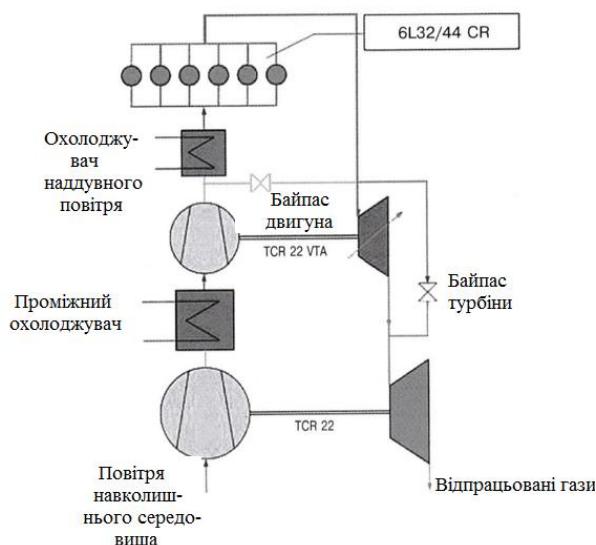 6L32/44 CR
Охолоджу-
вач
наддувного
повітря
Байпас
двигуна
TCR 22 VTA
Байпас
турбіни
Проміжний
охолоджувач
TCR 22
Відпрацьовані гази
Повітря
навколиш-
нього середо-
вища